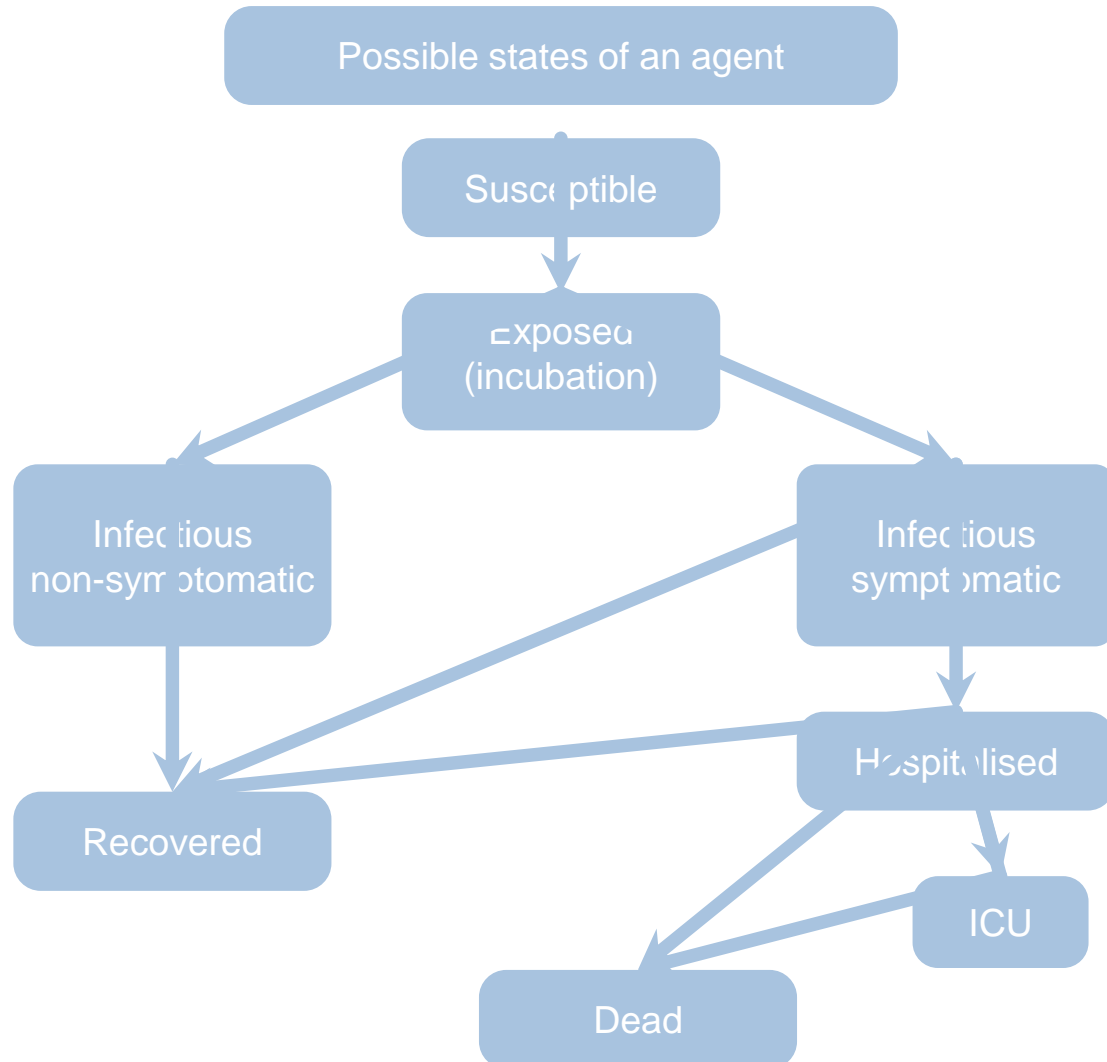 Possible states of an agent
Susceptible
Exposed
(incubation)
Infectious
non-symptomatic
Infectious
symptomatic
Hospitalised
Recovered
ICU
Dead